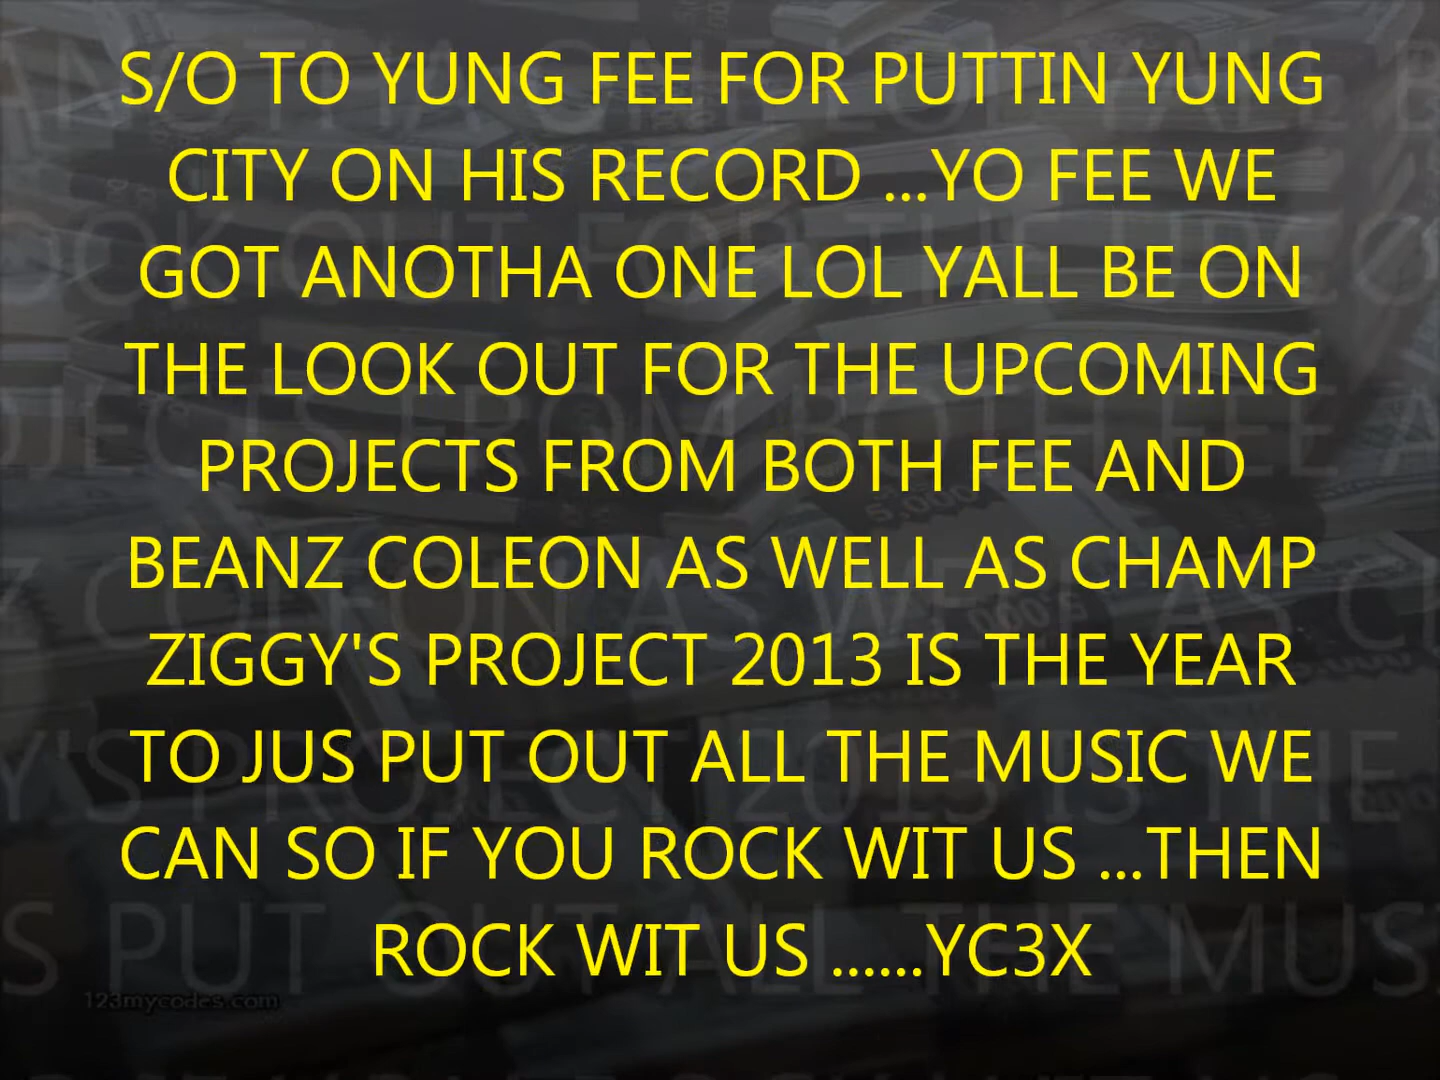 S/O TO YUNG FEE FOR PUTTIN YUNG
CITY ON HIS RECORD ...YO FEE WE
GOT ANOTHA ONE LOL YALL BE ON
THE LOOK OUT FOR THE UPCOMING
PROJECTS FROM BOTH FEE AND
BEANZ COLEON AS WELL AS CHAMP
ZIGGY'S PROJECT 2013 IS THE YEAR
TO JUS PUT OUT ALL THE MUSIC WE
CAN SO IF YOU ROCK WIT US ...THEN
ROCK WIT US ......YC3X
123mycodes.com